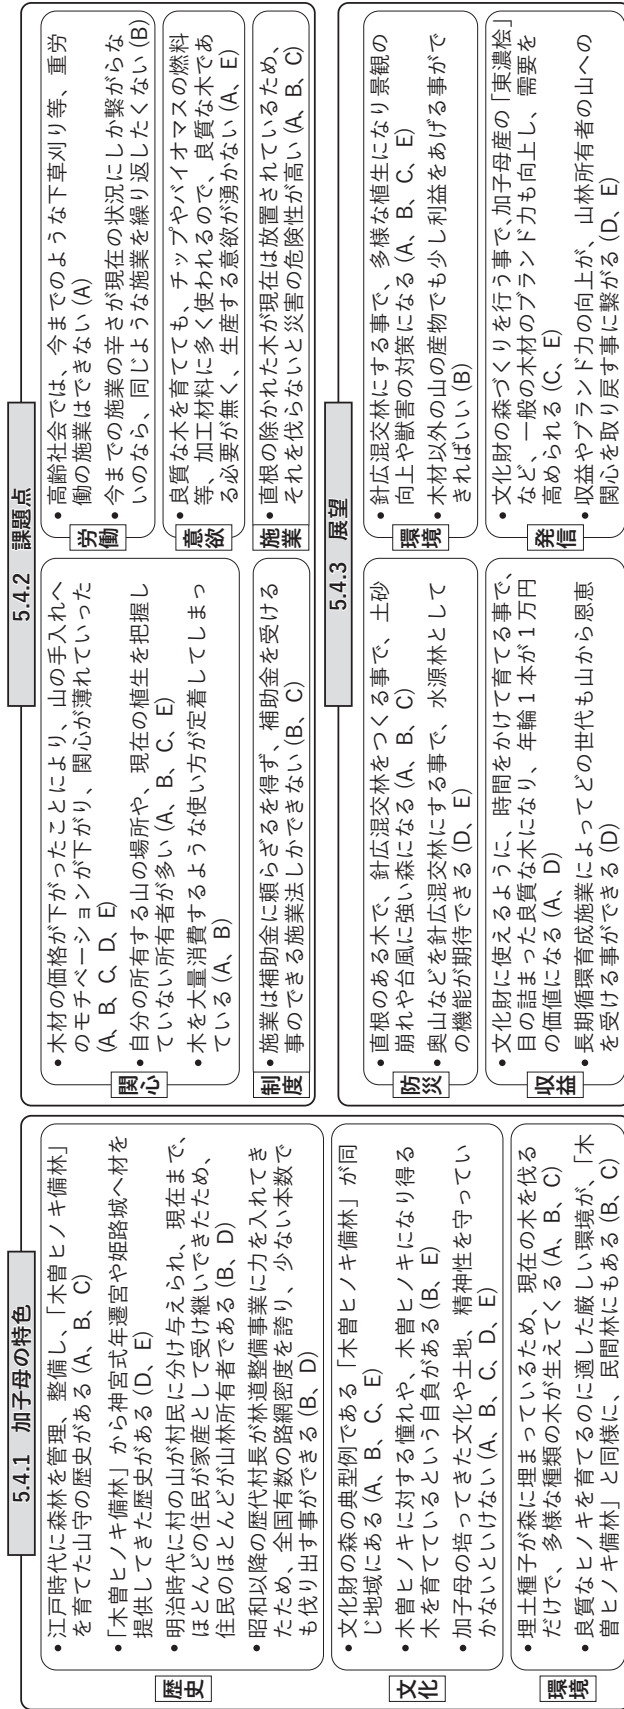 5.4.1 加子母の特色
歴史
• 江戸時代に森林を管理、整備し、「木曽ヒノキ備林」
を育てた山守の歴史がある (A、B、C)
• 「木曽ヒノキ備林」から神宮式年遷宮や姫路城へ材を
提供してきた歴史がある (D、E)
• 明治時代に村の山が村民に分け与えられ、現在まで、
ほとんどの住民が家産として受け継いできたため、
住民のほとんどが山林所有者である (B、D)
• 昭和以降の歴代村長が林道整備事業に力を入れてき
たため、全国有数の路網密度を誇り、少ない本数で
も伐り出す事ができる (B、D)
文化
• 文化財の森の典型例である「木曽ヒノキ備林」が同
じ地域にある (A、B、C、E)
• 木曽ヒノキに対する憧れや、木曽ヒノキになり得る
木を育てているという自負がある (B、E)
• 加子母の培ってきた文化や土地、精神性を守ってい
かないといけない (A、B、C、D、E)
環境
• 埋土種子が森に埋まっているため、現在の木を伐る
だけで、多様な種類の木が生えてくる (A、B、C)
• 良質なヒノキを育てるのに適した厳しい環境が、「木
曽ヒノキ備林」と同様に、民間林にもある (B、C)
5.4.2 課題点
関心
• 木材の価格が下がったことにより、山の手入れへ
のモチベーションが下がり、関心が薄れていった
(A、B、C、D、E)
• 自分の所有する山の場所や、現在の植生を把握し
ていない所有者が多い (A、B、C、E)
• 木を大量消費するような使い方が定着してしまっ
ている (A、B)
制度
• 施業は補助金に頼らざるを得ず、補助金を受ける
事のできる施業法しかできない (B、C)
労働
• 高齢社会では、今までのような下草刈り等、重労
働の施業はできない (A)
• 今までの施業の辛さが現在の状況にしか繋がらな
いのなら、同じような施業を繰り返したくない (B)
意欲
• 良質な木を育てても、チップやバイオマスの燃料
等、加工材料に多く使われるので、良質な木であ
る必要が無く、生産する意欲が湧かない (A、E)
施業
• 直根の除かれた木が現在は放置されているため、
それを伐らないと災害の危険性が高い (A、B、C)
5.4.3 展望
防災
• 直根のある木で、針広混交林をつくる事で、土砂
崩れや台風に強い森になる (A、B、C)
• 奥山などを針広混交林にする事で、水源林として
の機能が期待できる (D、E)
収益
• 文化財に使えるように、時間をかけて育てる事で、
目の詰まった良質な木になり、年輪 1 本が 1 万円
の価値になる (A、D)
• 長期循環育成施業によってどの世代も山から恩恵
を受ける事ができる (D)
環境
• 針広混交林にする事で、多様な植生になり景観の
向上や獣害の対策になる (A、B、C、E)
• 木材以外の山の産物でも少し利益をあげる事がで
きればいい (B)
発信
• 文化財の森づくりを行う事で、加子母産の「東濃桧」
など、一般の木材のブランド力も向上し、需要を
高められる (C、E)
• 収益やブランド力の向上が、山林所有者の山への
関心を取り戻す事に繋がる (D、E)